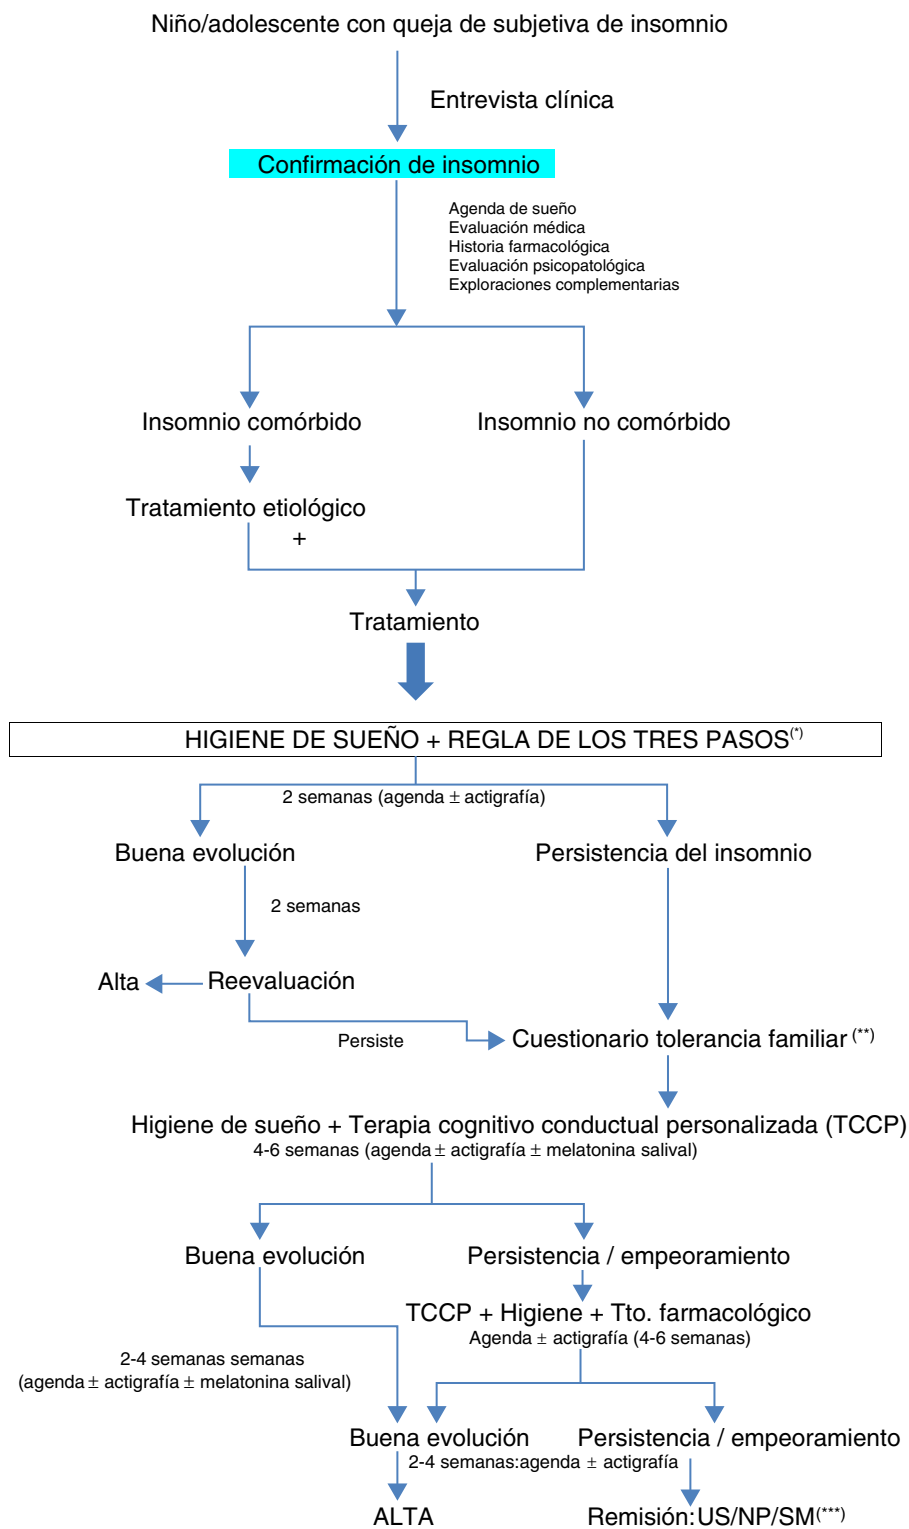 Niño/adolescente con queja de subjetiva de insomnio
Entrevista clínica
Confirmación de insomnio
Agenda de sueño
Evaluación médica
Historia farmacológica
Evaluación psicopatológica
Exploraciones complementarias
Insomnio comórbido
Insomnio no comórbido
Tratamiento etiológico
+
Tratamiento
HIGIENE DE SUEÑO + REGLA DE LOS TRES PASOS(*)
2 semanas (agenda ± actigrafía)
Buena evolución
Persistencia del insomnio
2 semanas
Alta
Reevaluación
Persiste
Cuestionario tolerancia familiar (**)
Higiene de sueño + Terapia cognitivo conductual personalizada (TCCP)
4-6 semanas (agenda ± actigrafía ± melatonina salival)
Buena evolución
Persistencia / empeoramiento
TCCP + Higiene + Tto. farmacológico
Agenda ± actigrafía (4-6 semanas)
2-4 semanas semanas
(agenda ± actigrafía ± melatonina salival)
Buena evolución
Persistencia / empeoramiento
2-4 semanas:agenda ± actigrafía
ALTA
Remisión:US/NP/SM(***)